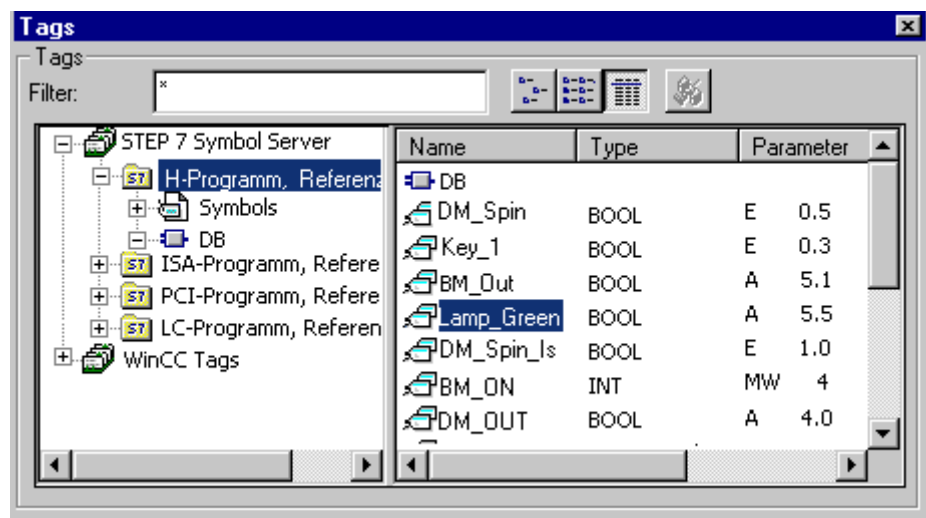 Tags
Tags
Filter: *
STEP 7 Symbol Server
H-Programm, Referenz
Symbols
DB
ISA-Programm, Refere
PCI-Programm, Refere
LC-Programm, Referen
WinCC Tags
Name Type Parameter
DB
DM_Spin BOOL E 0.5
Key_1 BOOL E 0.3
BM_Out BOOL A 5.1
Lamp_Green BOOL A 5.5
DM_Spin_Is BOOL E 1.0
BM_ON INT MW 4
DM_OUT BOOL A 4.0